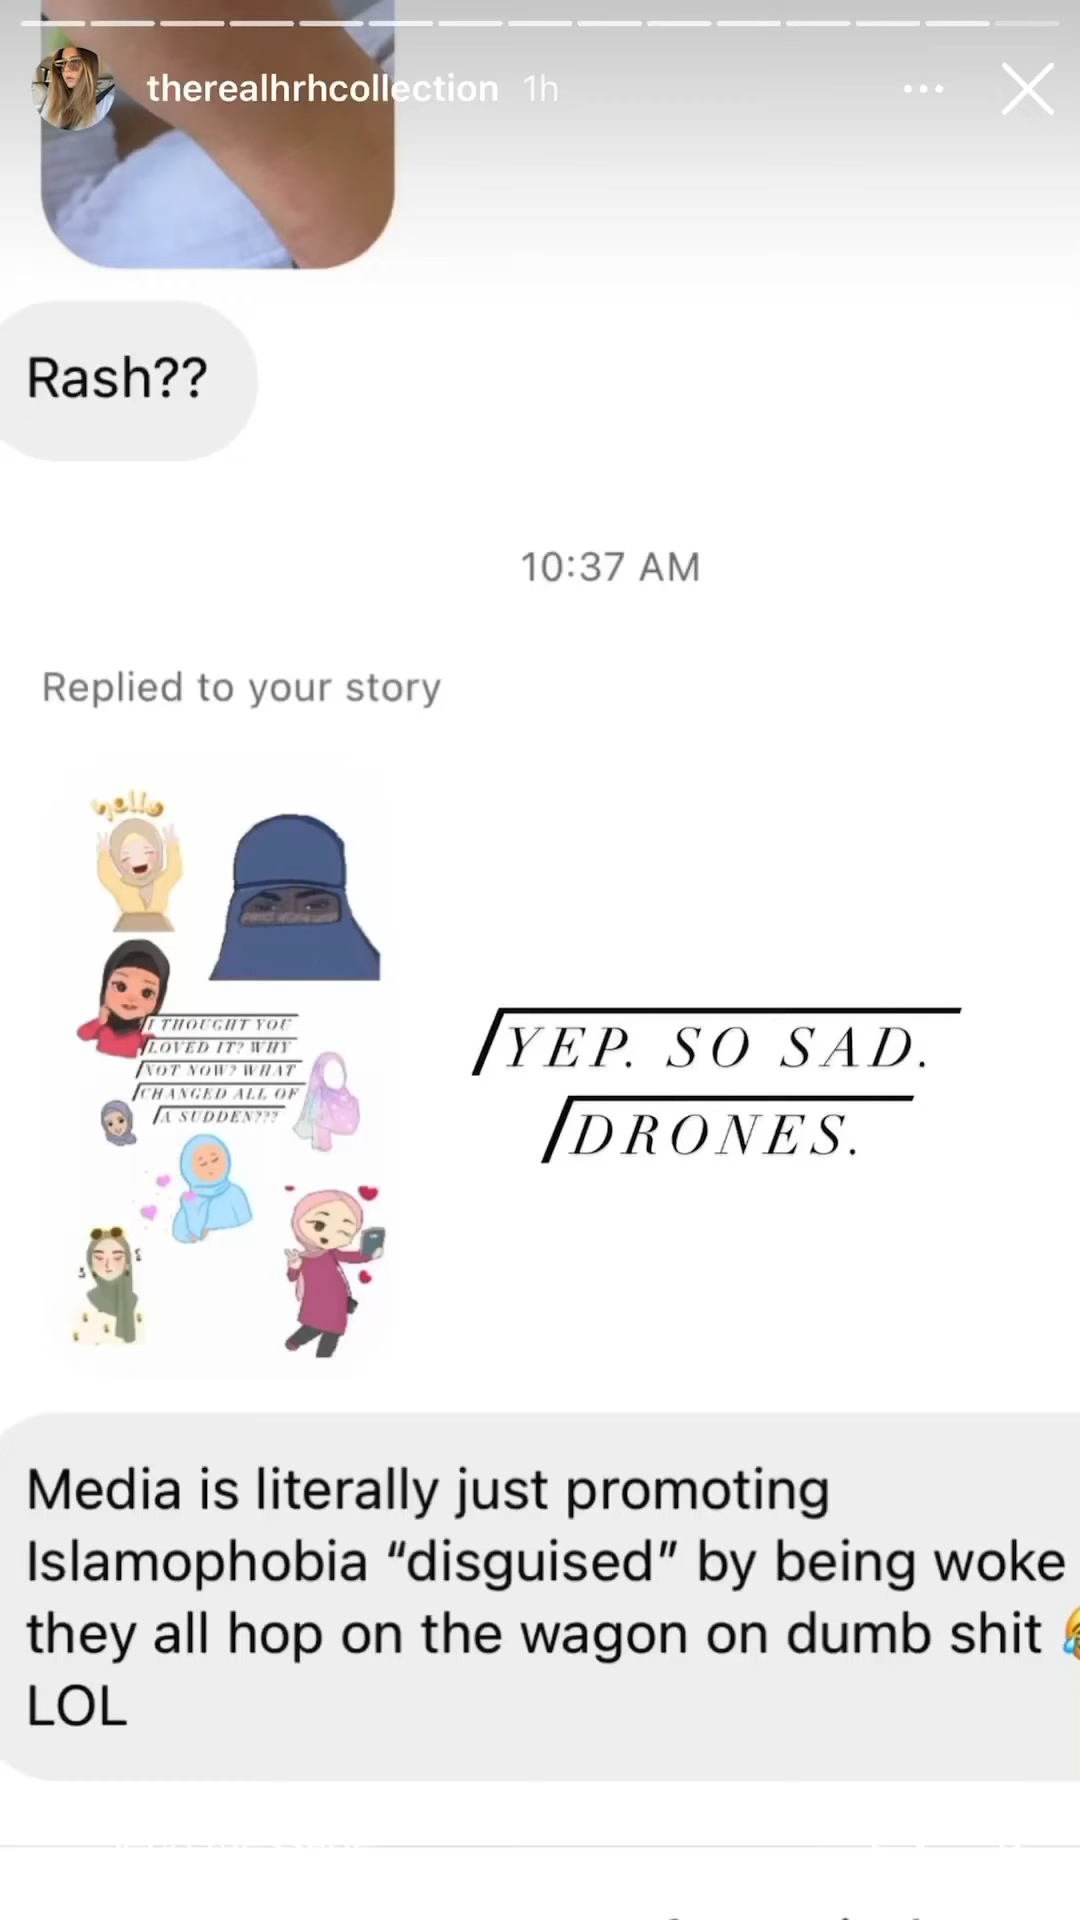 therealhrhcollection 1h
Rash??
10:37 AM
Replied to your story
hello
I THOUGHT YOU
LOVED IT? WHY
NOT NOW? WHAT
CHANGED ALL OF
A SUDDEN???
YEP. SO SAD.
DRONES.
Media is literally just promoting
Islamophobia “disguised” by being woke
they all hop on the wagon on dumb shit 😂
LOL